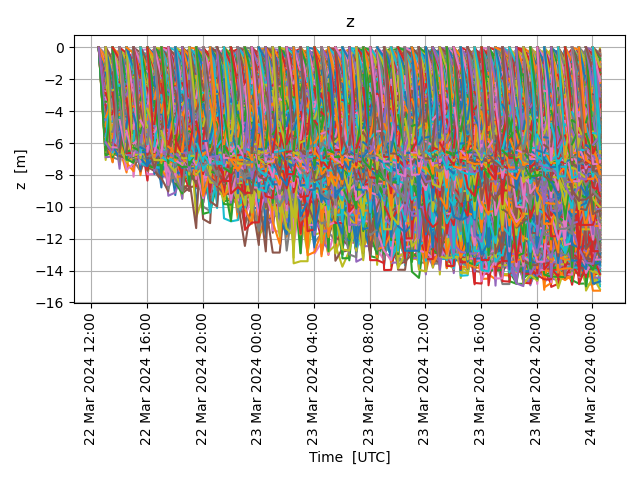 z
0
−2
−4
−6
−8
−10
−12
−14
−16
z [m]
22 Mar 2024 12:00
22 Mar 2024 16:00
22 Mar 2024 20:00
23 Mar 2024 00:00
23 Mar 2024 04:00
23 Mar 2024 08:00
23 Mar 2024 12:00
23 Mar 2024 16:00
23 Mar 2024 20:00
24 Mar 2024 00:00
Time [UTC]